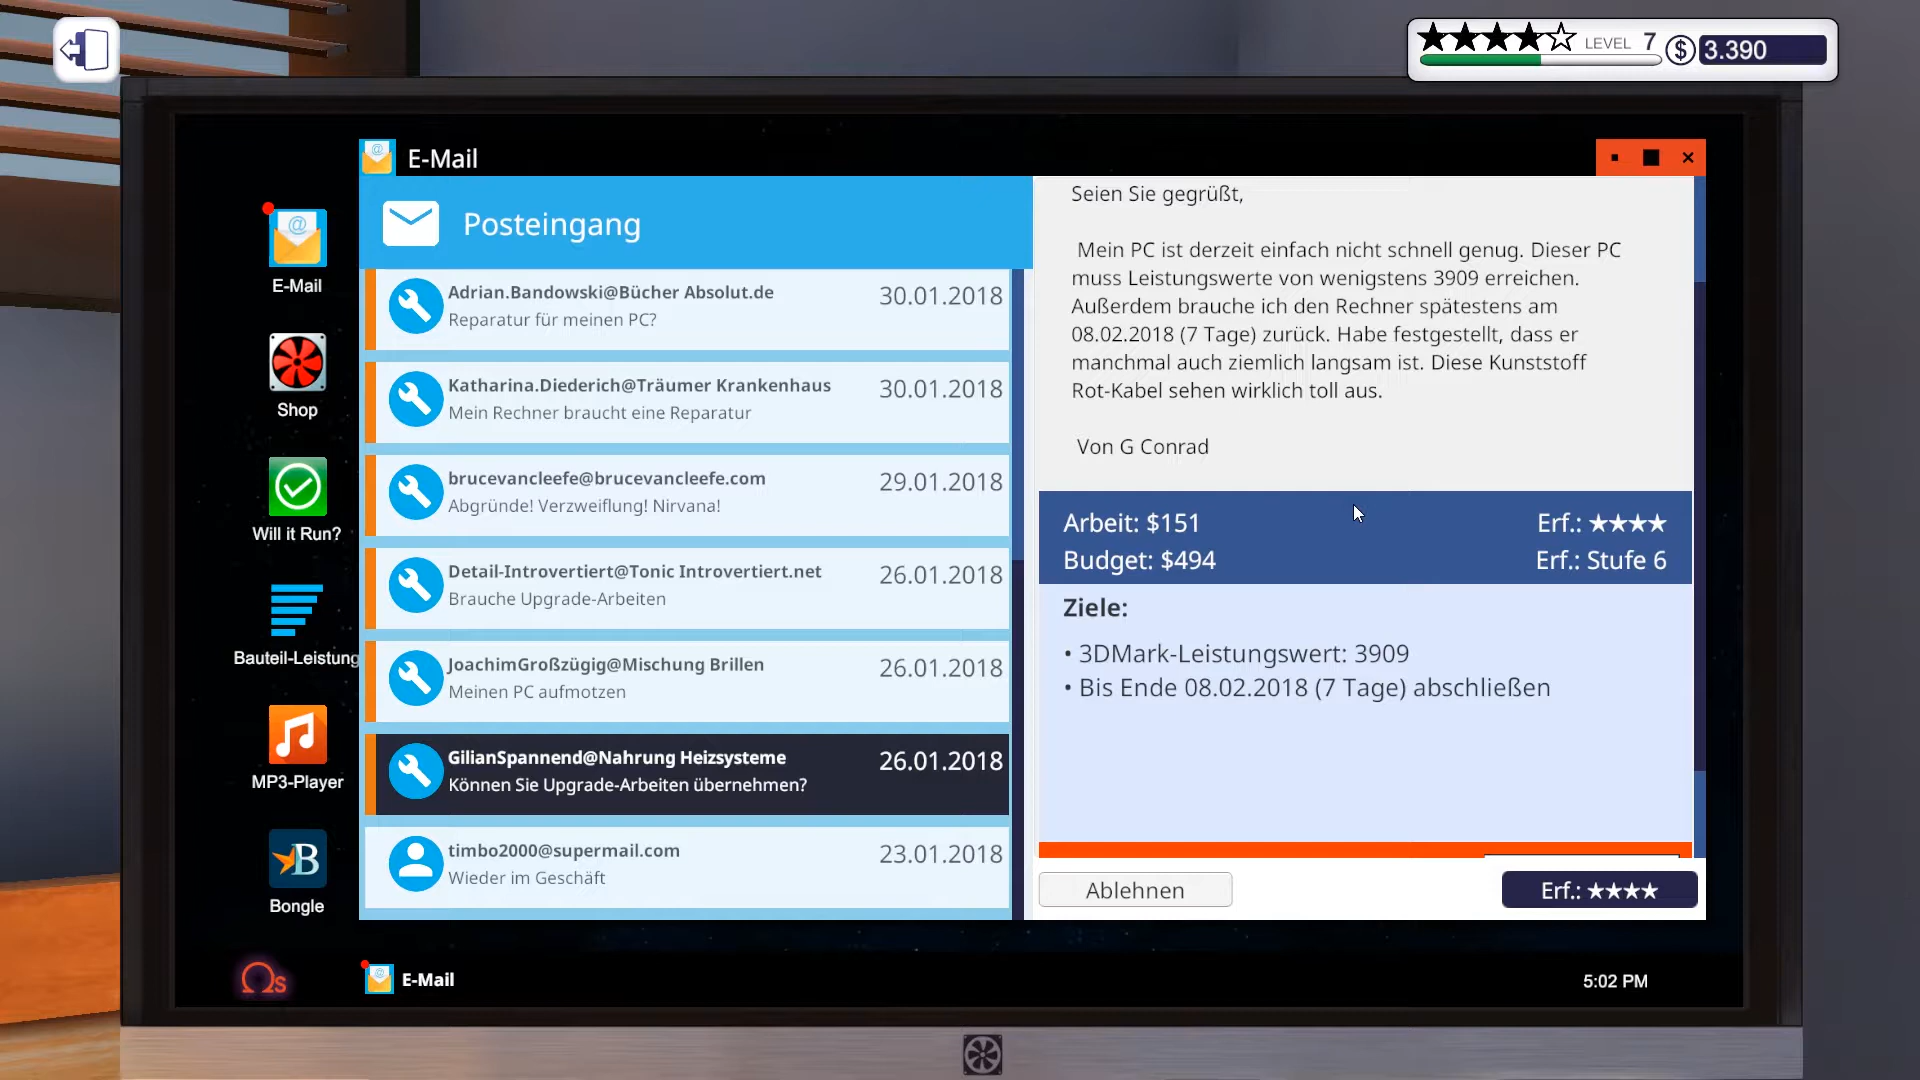 LEVEL 7
3.390
E-Mail
Posteingang
E-Mail
Shop
Will it Run?
Bauteil-Leistung
MP3-Player
Bongle
Adrian.Bandowski@Bücher Absolut.de 30.01.2018
Reparatur für meinen PC?
Katharina.Diederich@Träumer Krankenhaus 30.01.2018
Mein Rechner braucht eine Reparatur
brucevancleefe@brucevancleefe.com 29.01.2018
Abgründe! Verzweiflung! Nirvana!
Detail-Introvertiert@Tonic Introvertiert.net 26.01.2018
Brauche Upgrade-Arbeiten
JoachimGroßzügig@Mischung Brillen 26.01.2018
Meinen PC aufmotzen
GilianSpannend@Nahrung Heizsysteme 26.01.2018
Können Sie Upgrade-Arbeiten übernehmen?
timbo2000@supermail.com 23.01.2018
Wieder im Geschäft
Seien Sie gegrüßt,
Mein PC ist derzeit einfach nicht schnell genug. Dieser PC
muss Leistungswerte von wenigstens 3909 erreichen.
Außerdem brauche ich den Rechner spätestens am
08.02.2018 (7 Tage) zurück. Habe festgestellt, dass er
manchmal auch ziemlich langsam ist. Diese Kunststoff
Rot-Kabel sehen wirklich toll aus.
Von G Conrad
Arbeit: $151 Erf.: ★★★★
Budget: $494 Erf.: Stufe 6
Ziele:
• 3DMark-Leistungswert: 3909
• Bis Ende 08.02.2018 (7 Tage) abschließen
Ablehnen Erf.: ★★★★
Ωs E-Mail 5:02 PM